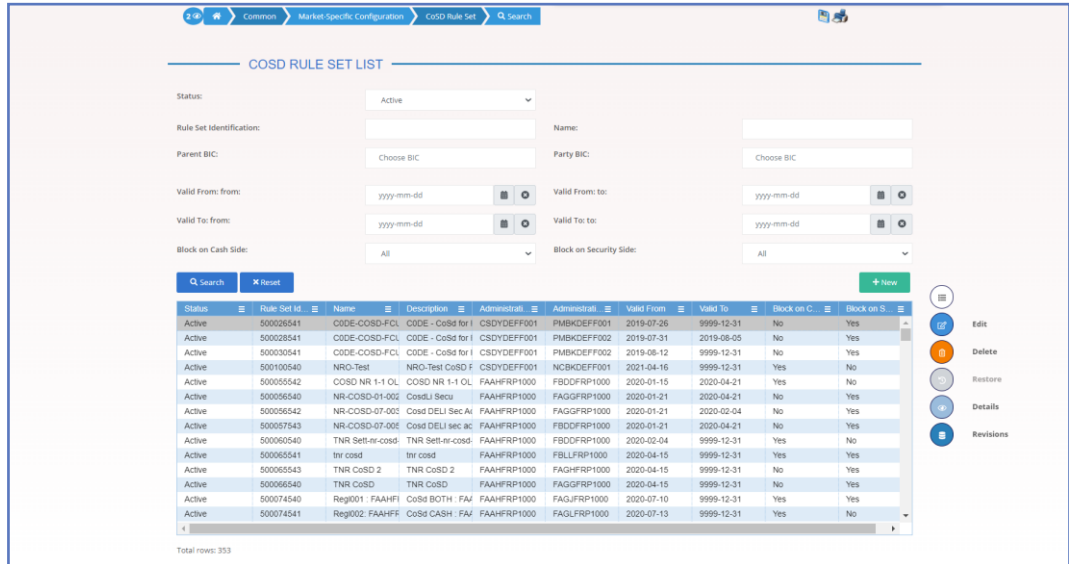 2 Common Market-Specific Configuration CoSD Rule Set Search
COSD RULE SET LIST
Status: Active
Rule Set Identification: Name:
Parent BIC: Choose BIC Party BIC: Choose BIC
Valid From: from: yyyy-mm-dd Valid From: to: yyyy-mm-dd
Valid To: from: yyyy-mm-dd Valid To: to: yyyy-mm-dd
Block on Cash Side: All Block on Security Side: All
Search Reset New
Status Rule Set Id... Name Description Administrati... Administrati... Valid From Valid To Block on C... Block on S...
Active 500026541 C0DE-COSD-FCL C0DE - CoSd for I CSDYDEFF001 PMBKDEFF001 2019-07-26 9999-12-31 No Yes
Active 500028541 C0DE-COSD-FCL C0DE - CoSd for I CSDYDEFF001 PMBKDEFF002 2019-07-31 2019-08-05 No Yes
Active 500030541 C0DE-COSD-FCL C0DE - CoSd for I CSDYDEFF001 PMBKDEFF002 2019-08-12 9999-12-31 No Yes
Active 500100540 NRO-Test NRO-Test CoSD F CSDYDEFF001 NCBKDEFF001 2021-04-16 9999-12-31 Yes No
Active 500055542 COSD NR 1-1 OL COSD NR 1-1 OL FAAHFRP1000 FBDDFRP1000 2020-01-15 2020-04-21 Yes No
Active 500056540 NR-COSD-01-002 CosdLi Secu FAAHFRP1000 FAGGFRP1000 2020-01-21 2020-04-21 No Yes
Active 500056542 NR-COSD-07-003 Cosd DELI Sec Ac FAAHFRP1000 FAGGFRP1000 2020-01-21 2020-02-04 No Yes
Active 500057543 NR-COSD-07-005 Cosd DELI sec ac FAAHFRP1000 FBDDFRP1000 2020-01-21 2020-04-21 No Yes
Active 500060540 TNR Sett-nr-cosd- TNR Sett-nr-cosd- FAAHFRP1000 FBDDFRP1000 2020-02-04 9999-12-31 Yes No
Active 500065541 tnr cosd tnr cosd FAAHFRP1000 FBLLFRP1000 2020-04-15 9999-12-31 Yes Yes
Active 500065543 TNR CoSD 2 TNR CoSD 2 FAAHFRP1000 FAGHFRP1000 2020-04-15 9999-12-31 No Yes
Active 500066540 TNR CoSD TNR CoSD FAAHFRP1000 FAGGFRP1000 2020-04-15 9999-12-31 No Yes
Active 500074540 Regl001 : FAAHFI CoSd BOTH : FAA FAAHFRP1000 FAGJFRP1000 2020-07-10 9999-12-31 Yes Yes
Active 500074541 Regl002: FAAHFF CoSd CASH : FAA FAAHFRP1000 FAGLFRP1000 2020-07-13 9999-12-31 Yes No
Total rows: 353
Edit
Delete
Restore
Details
Revisions